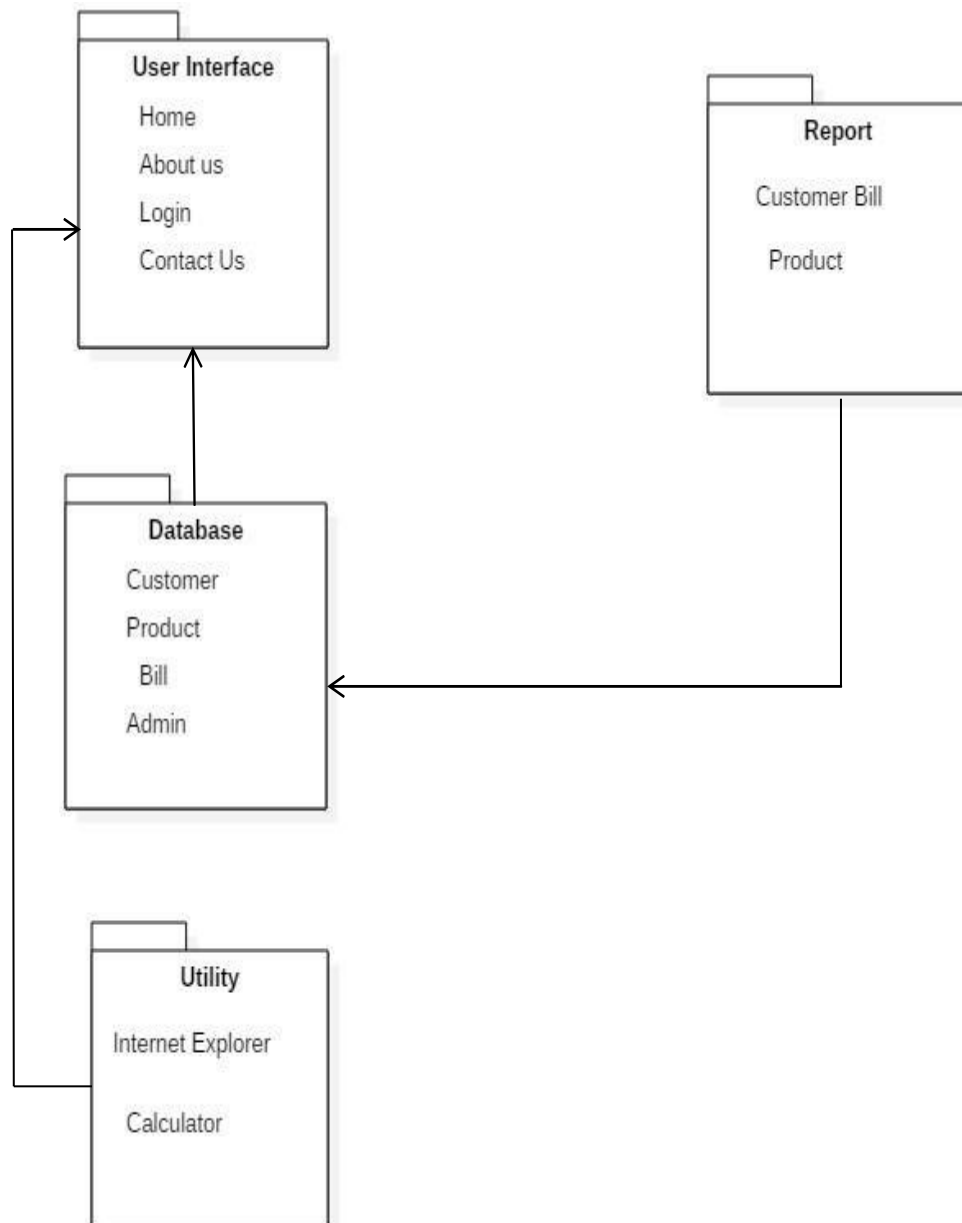 User Interface
Home
About us
Login
Contact Us
Report
Customer Bill
Product
Database
Customer
Product
Bill
Admin
Utility
Internet Explorer
Calculator